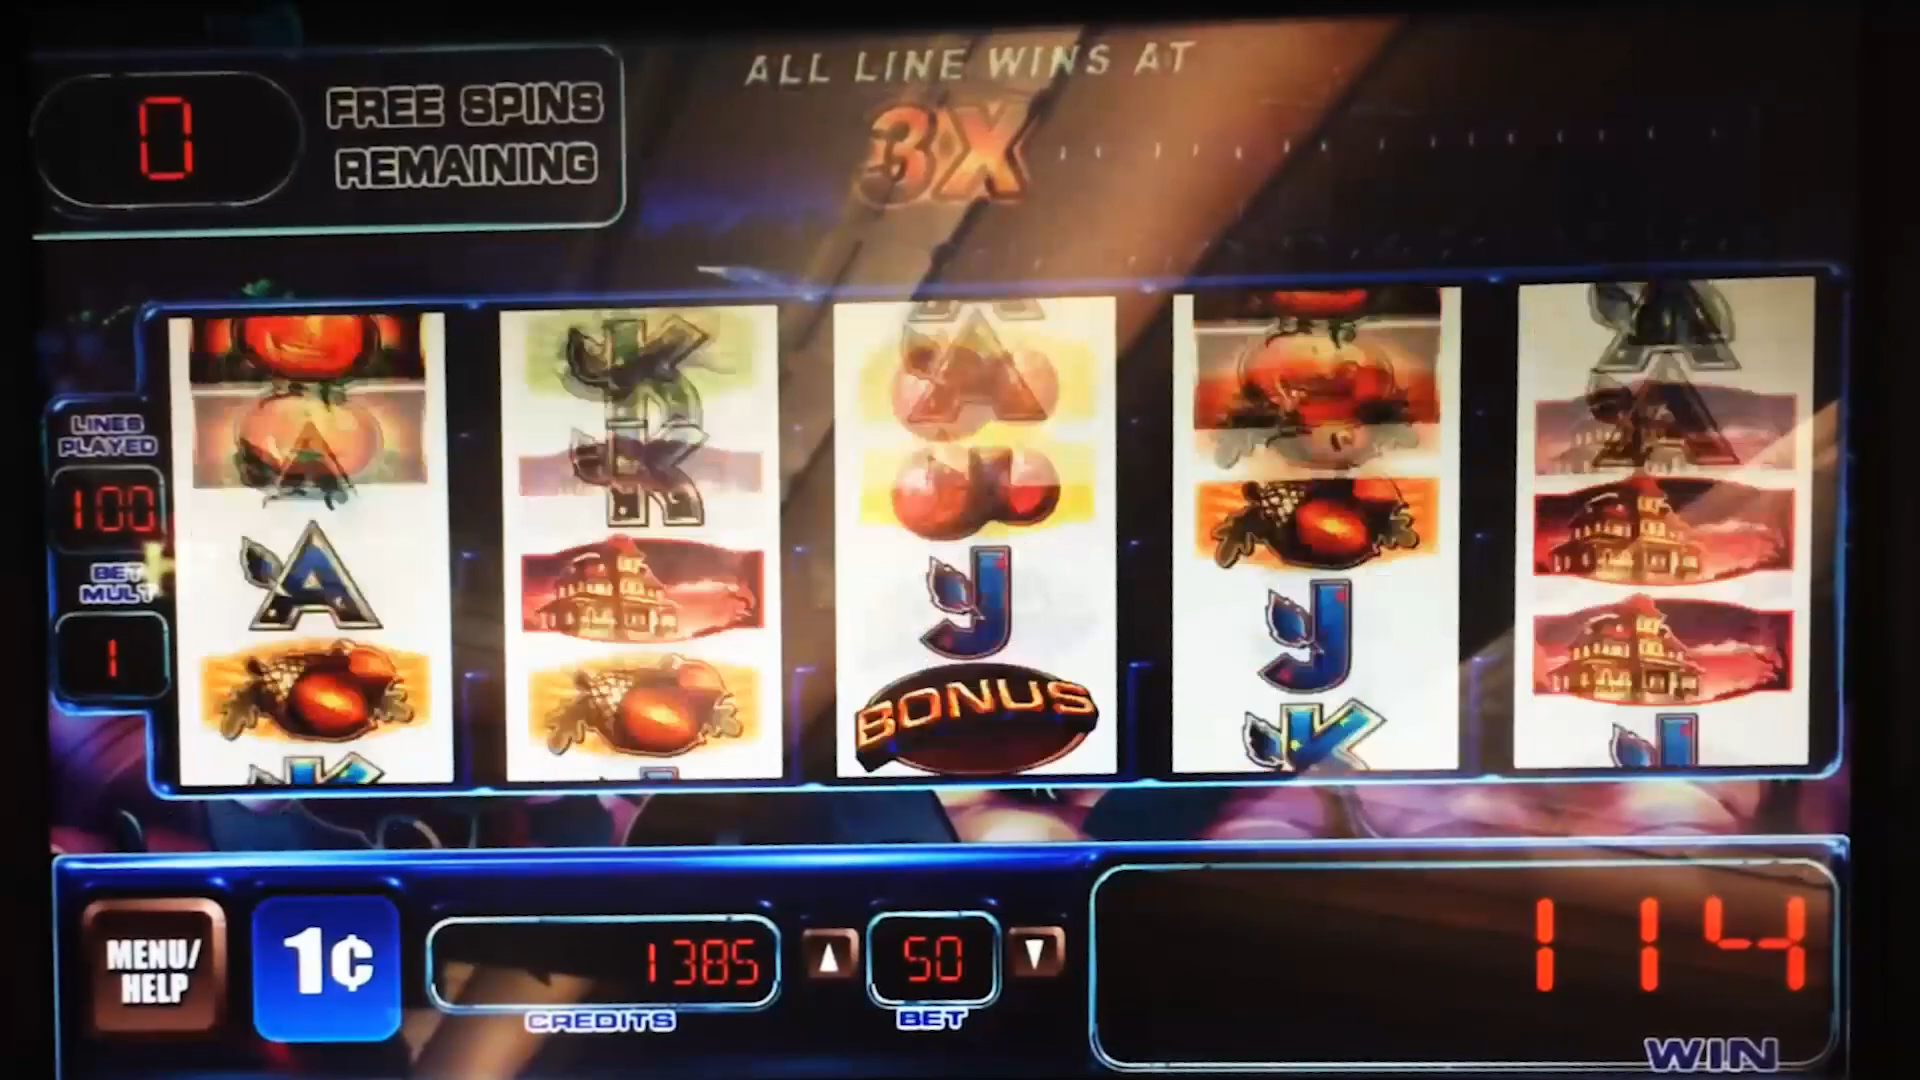 0
FREE SPINS
REMAINING
ALL LINE WINS AT
3X
LINES
PLAYED
100
BET
MULT
1
A
K
K
A
J
BONUS
A
A
J
K
J
K
MENU/
HELP
1¢
1385
CREDITS
50
BET
114
WIN